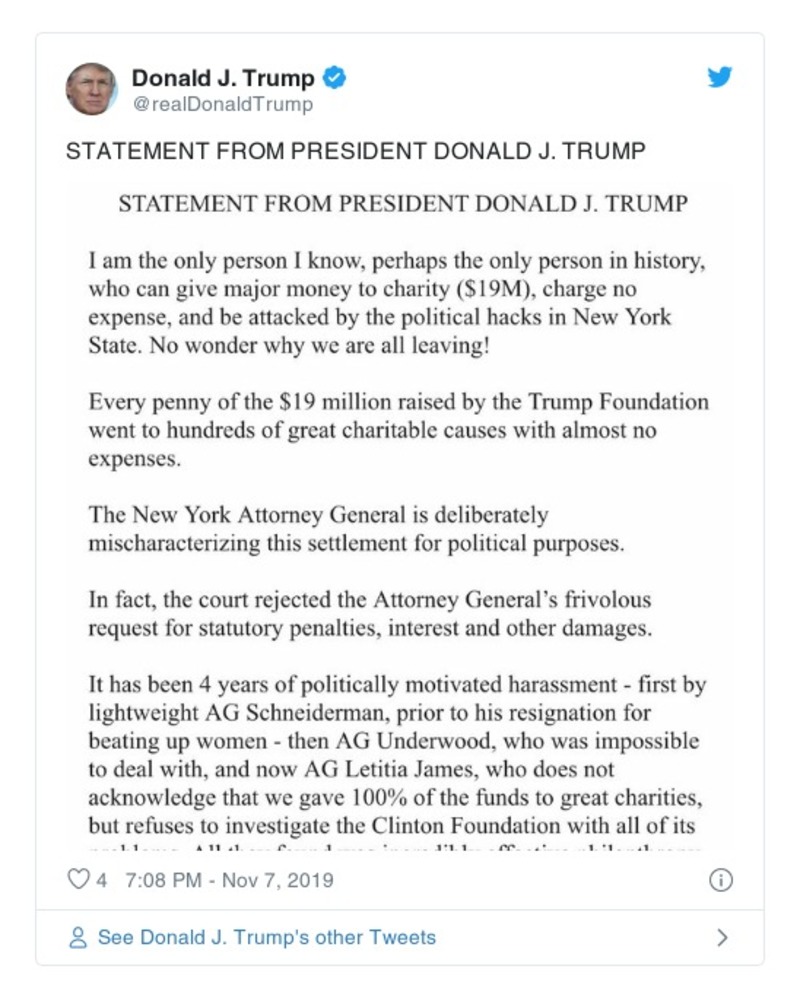 Donald J. Trump
@realDonaldTrump
STATEMENT FROM PRESIDENT DONALD J. TRUMP
STATEMENT FROM PRESIDENT DONALD J. TRUMP
I am the only person I know, perhaps the only person in history,
who can give major money to charity ($19M), charge no
expense, and be attacked by the political hacks in New York
State. No wonder why we are all leaving!
Every penny of the $19 million raised by the Trump Foundation
went to hundreds of great charitable causes with almost no
expenses.
The New York Attorney General is deliberately
mischaracterizing this settlement for political purposes.
In fact, the court rejected the Attorney General's frivolous
request for statutory penalties, interest and other damages.
It has been 4 years of politically motivated harassment - first by
lightweight AG Schneiderman, prior to his resignation for
beating up women - then AG Underwood, who was impossible
to deal with, and now AG Letitia James, who does not
acknowledge that we gave 100% of the funds to great charities,
but refuses to investigate the Clinton Foundation with all of its
4 7:08 PM - Nov 7, 2019
See Donald J. Trump's other Tweets